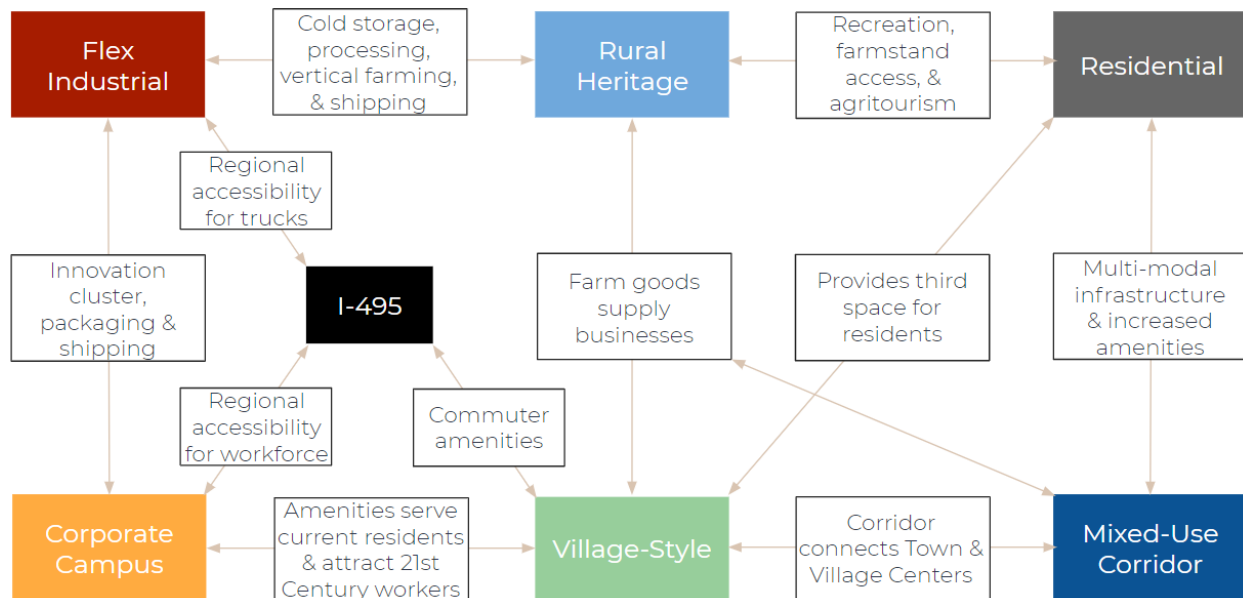 Flex
Industrial
Cold storage,
processing,
vertical farming,
& shipping
Rural
Heritage
Recreation,
farmstand
access, &
agritourism
Residential
Regional
accessibility
for trucks
Innovation
cluster,
packaging &
shipping
I-495
Farm goods
supply
businesses
Provides third
space for
residents
Multi-modal
infrastructure
& increased
amenities
Regional
accessibility
for workforce
Commuter
amenities
Corporate
Campus
Amenities serve
current residents
& attract 21st
Century workers
Village-Style
Corridor
connects Town &
Village Centers
Mixed-Use
Corridor